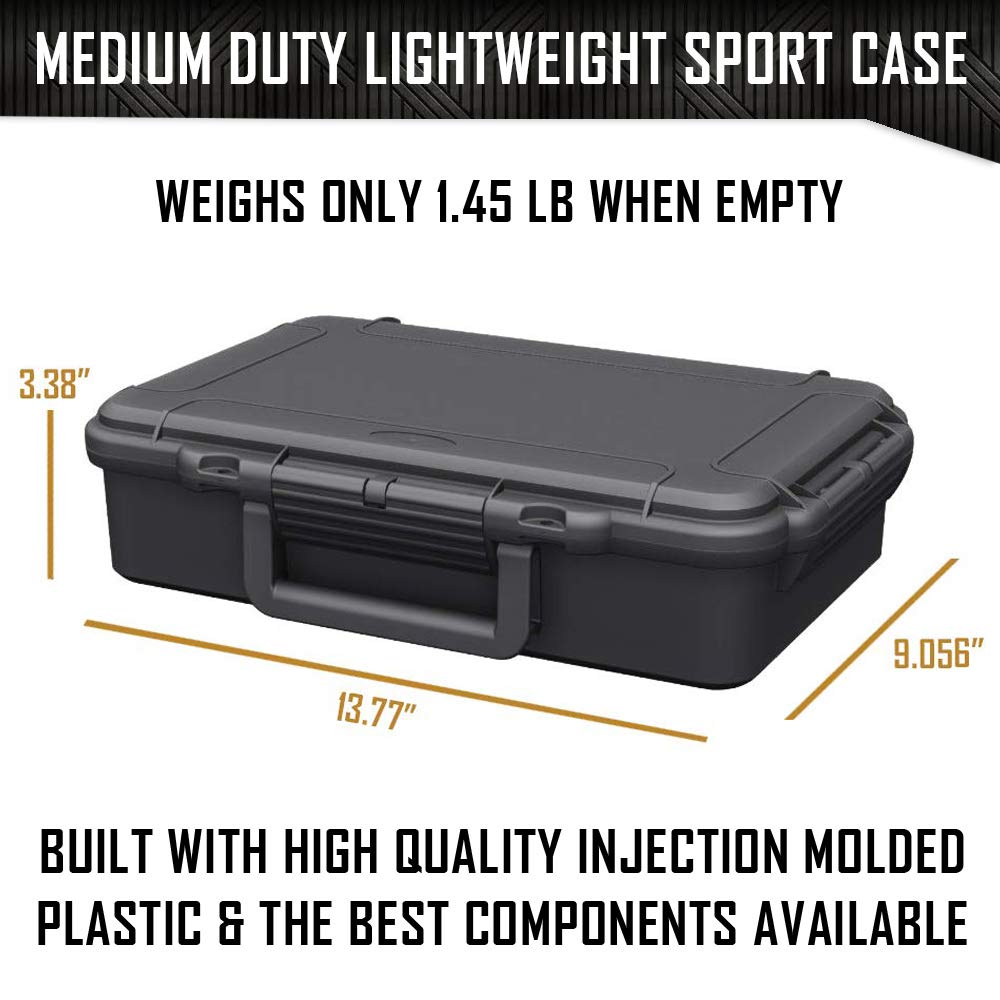 MEDIUM DUTY LIGHTWEIGHT SPORT CASE
WEIGHS ONLY 1.45 LB WHEN EMPTY
3.38"
9.056"
13.77"
BUILT WITH HIGH QUALITY INJECTION MOLDED
PLASTIC & THE BEST COMPONENTS AVAILABLE